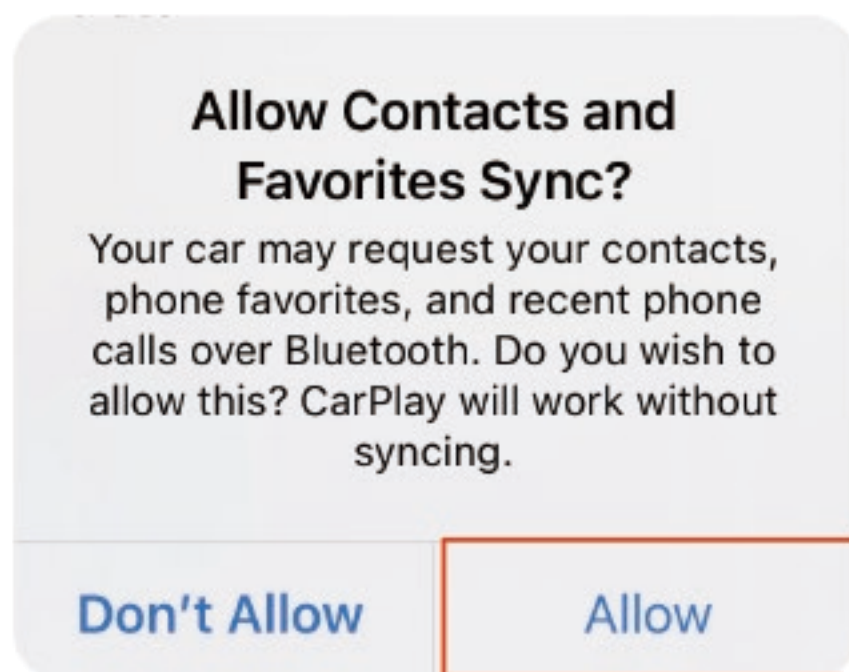 Allow Contacts and
Favorites Sync?
Your car may request your contacts,
phone favorites, and recent phone
calls over Bluetooth. Do you wish to
allow this? CarPlay will work without
syncing.
Don't Allow
Allow